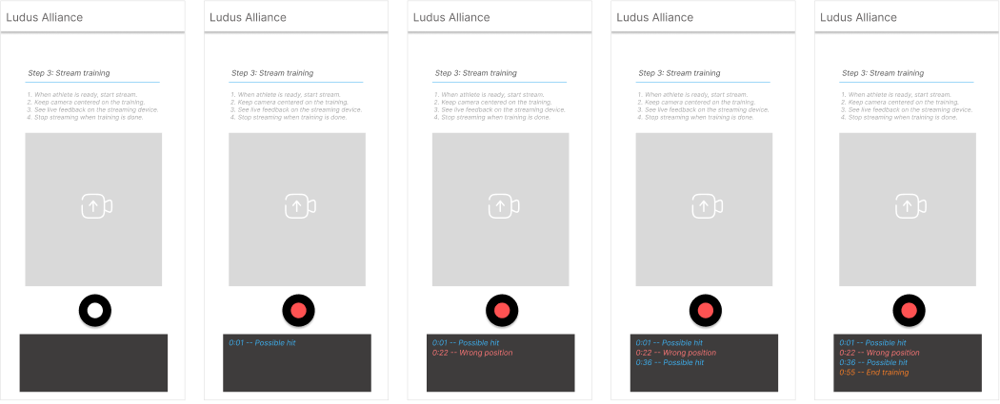 Ludus Alliance
Step 3: Stream training
1. When athlete is ready, start stream.
2. Keep camera centered on the training.
3. See live feedback on the streaming device.
4. Stop streaming when training is done.
Ludus Alliance
Step 3: Stream training
1. When athlete is ready, start stream.
2. Keep camera centered on the training.
3. See live feedback on the streaming device.
4. Stop streaming when training is done.
0:01 -- Possible hit
Ludus Alliance
Step 3: Stream training
1. When athlete is ready, start stream.
2. Keep camera centered on the training.
3. See live feedback on the streaming device.
4. Stop streaming when training is done.
0:01 -- Possible hit
0:22 -- Wrong position
Ludus Alliance
Step 3: Stream training
1. When athlete is ready, start stream.
2. Keep camera centered on the training.
3. See live feedback on the streaming device.
4. Stop streaming when training is done.
0:01 -- Possible hit
0:22 -- Wrong position
0:36 -- Possible hit
Ludus Alliance
Step 3: Stream training
1. When athlete is ready, start stream.
2. Keep camera centered on the training.
3. See live feedback on the streaming device.
4. Stop streaming when training is done.
0:01 -- Possible hit
0:22 -- Wrong position
0:36 -- Possible hit
0:55 -- End training